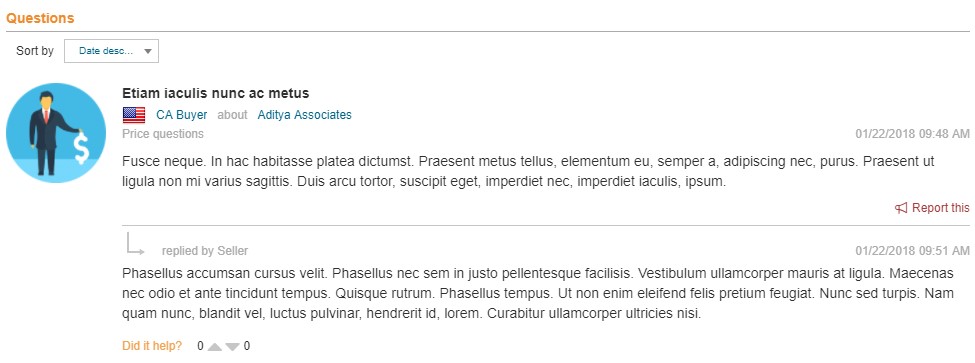 Questions
Sort by Date desc...
Etiam iaculis nunc ac metus
CA Buyer about Aditya Associates
Price questions 01/22/2018 09:48 AM
Fusce neque. In hac habitasse platea dictumst. Praesent metus tellus, elementum eu, semper a, adipiscing nec, purus. Praesent ut
ligula non mi varius sagittis. Duis arcu tortor, suscipit eget, imperdiet nec, imperdiet iaculis, ipsum.
Report this
replied by Seller 01/22/2018 09:51 AM
Phasellus accumsan cursus velit. Phasellus nec sem in justo pellentesque facilisis. Vestibulum ullamcorper mauris at ligula. Maecenas
nec odio et ante tincidunt tempus. Quisque rutrum. Phasellus tempus. Ut non enim eleifend felis pretium feugiat. Nunc sed turpis. Nam
quam nunc, blandit vel, luctus pulvinar, hendrerit id, lorem. Curabitur ullamcorper ultricies nisi.
Did it help? 0 0